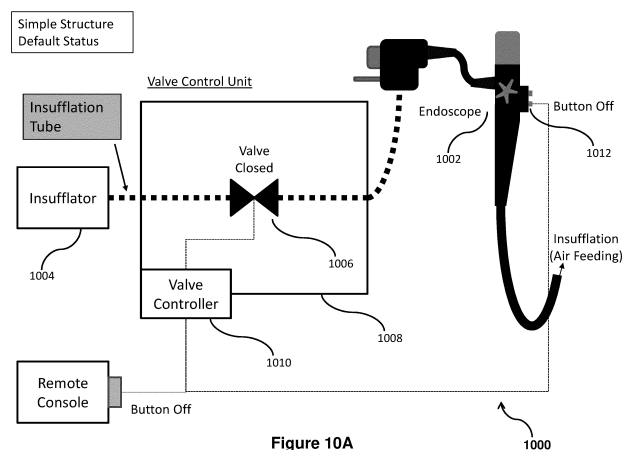 Simple Structure
Default Status
Valve Control Unit
Insufflation
Tube
Endoscope
1002
Button Off
1012
Valve
Closed
Insufflator
1004
1006
Insufflation
(Air Feeding)
Valve
Controller
1008
1010
Remote
Console
Button Off
Figure 10A
1000